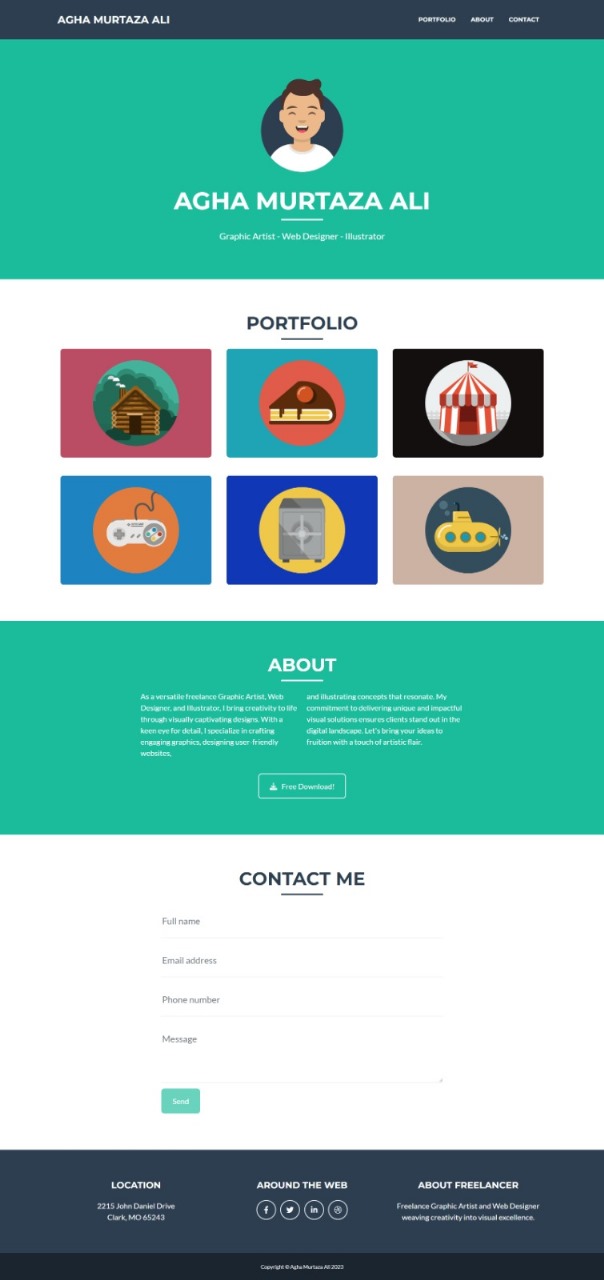 AGHA MURTAZA ALI
PORTFOLIO ABOUT CONTACT
AGHA MURTAZA ALI
Graphic Artist - Web Designer - Illustrator
PORTFOLIO
ABOUT
As a versatile freelance Graphic Artist, Web
Designer, and Illustrator, I bring creativity to life
through visually captivating designs. With a
keen eye for detail, I specialize in crafting
engaging graphics, designing user-friendly
websites,
and illustrating concepts that resonate. My
commitment to delivering unique and impactful
visual solutions ensures clients stand out in the
digital landscape. Let's bring your ideas to
fruition with a touch of artistic flair.
Free Download!
CONTACT ME
Full name
Email address
Phone number
Message
Send
LOCATION
2215 John Daniel Drive
Clark, MO 65243
AROUND THE WEB
ABOUT FREELANCER
Freelance Graphic Artist and Web Designer
weaving creativity into visual excellence.
Copyright © Agha Murtaza Ali 2023